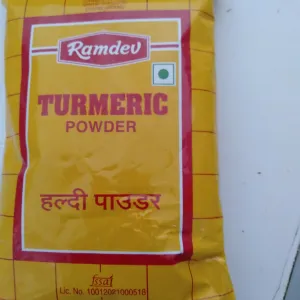 Ramdev
TURMERIC
POWDER
हल्दी पाउडर
fssai
Lic. No. 10012021000518